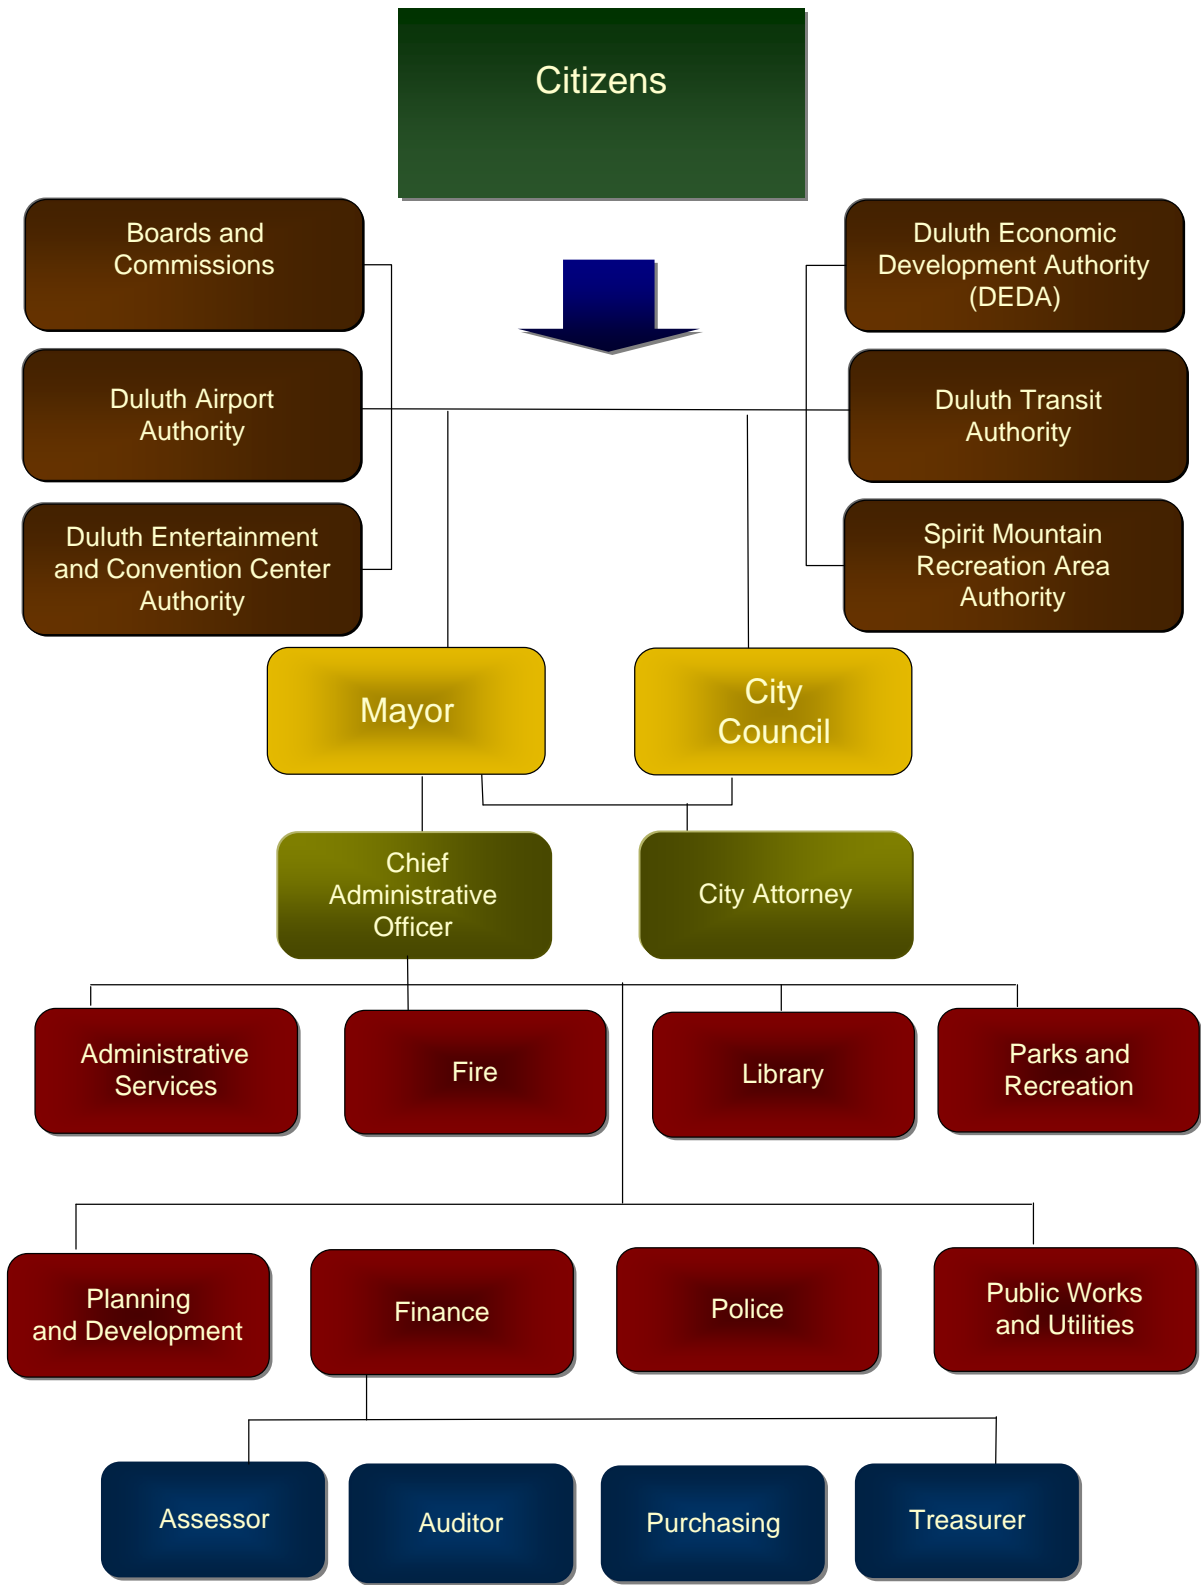 Citizens
Boards and
Commissions
Duluth Economic
Development Authority
(DEDA)
Duluth Airport
Authority
Duluth Transit
Authority
Duluth Entertainment
and Convention Center
Authority
Spirit Mountain
Recreation Area
Authority
Mayor
City
Council
Chief
Administrative
Officer
City Attorney
Administrative
Services
Fire
Library
Parks and
Recreation
Planning
and Development
Finance
Police
Public Works
and Utilities
Assessor
Auditor
Purchasing
Treasurer